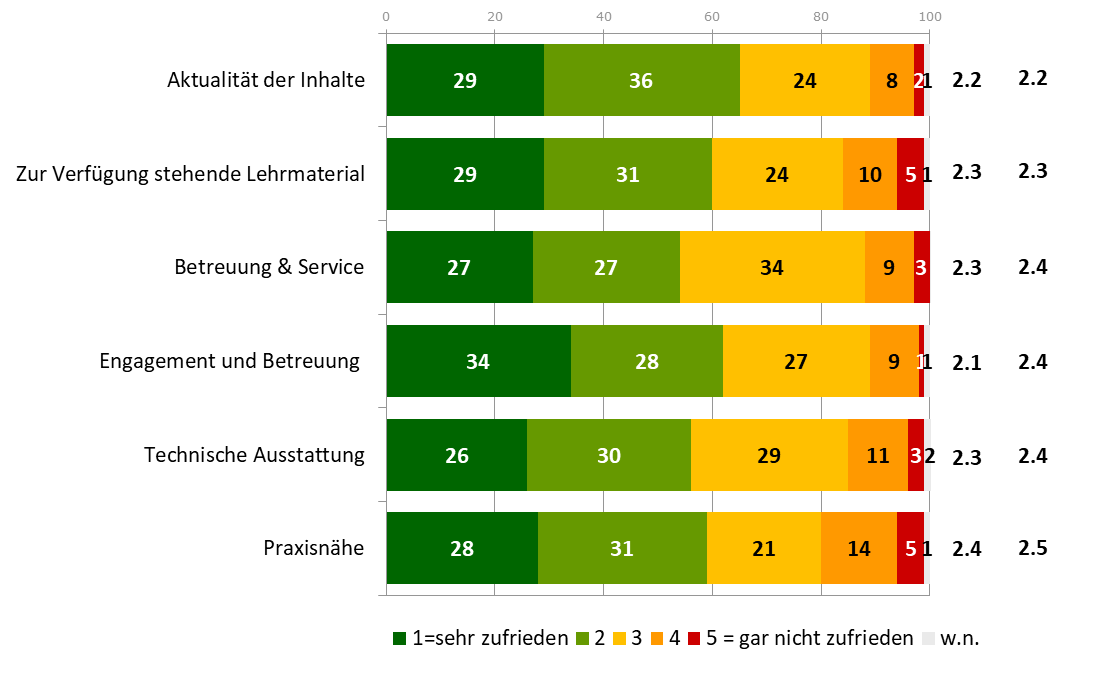 0 20 40 60 80 100
Aktualität der Inhalte 29 36 24 8 2 1 2.2 2.2
Zur Verfügung stehende Lehrmaterial 29 31 24 10 5 1 2.3 2.3
Betreuung & Service 27 27 34 9 3 2.3 2.4
Engagement und Betreuung 34 28 27 9 1 1 2.1 2.4
Technische Ausstattung 26 30 29 11 3 2 2.3 2.4
Praxisnähe 28 31 21 14 5 1 2.4 2.5
1=sehr zufrieden 2 3 4 5 = gar nicht zufrieden w.n.